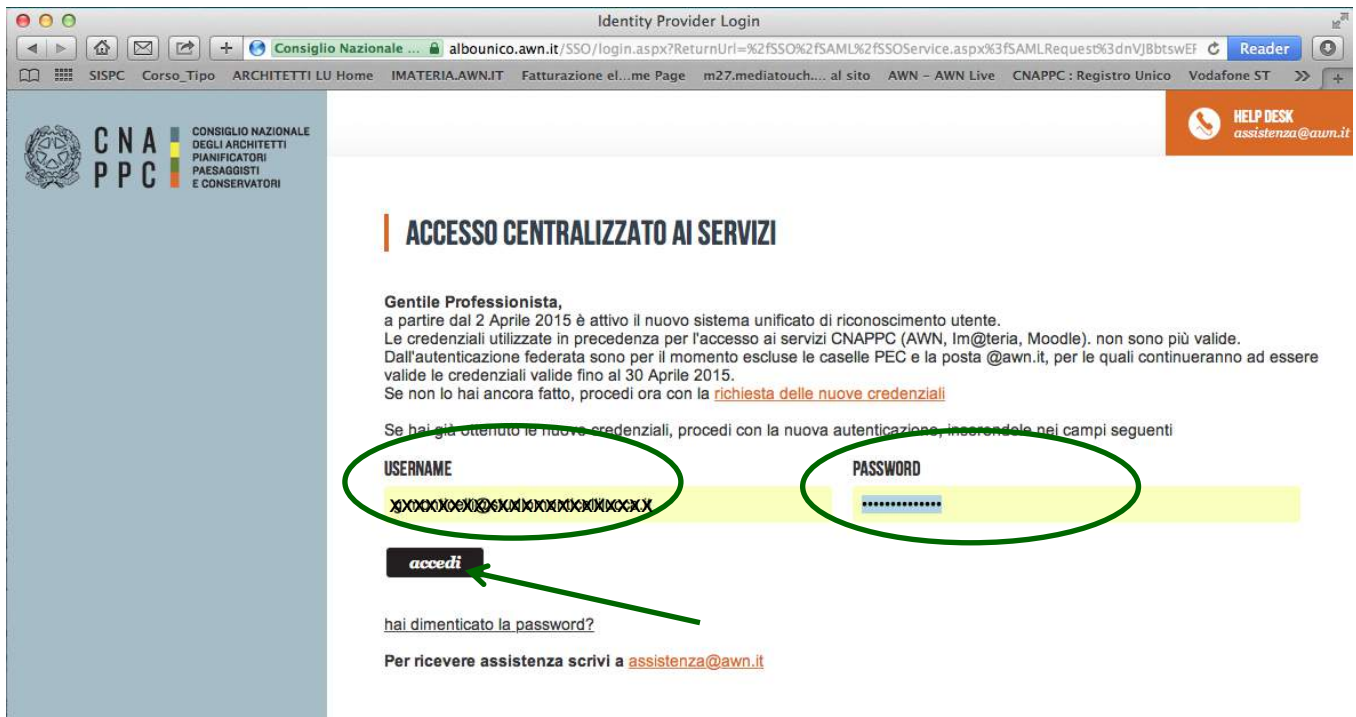 Identity Provider Login
Consiglio Nazionale ... albounico.awn.it/SSO/login.aspx?ReturnUrl=%2fSSO%2fSAML%2fSSOService.aspx%3fSAMLRequest%3dnVJBbtswEF Reader
SISPC Corso_Tipo ARCHITETTI LU Home IMATERIA.AWN.IT Fatturazione el...me Page m27.mediatouch.... al sito AWN – AWN Live CNAPPC : Registro Unico Vodafone ST >> +
HELP DESK
assistenza@awn.it
CNA
PPC
CONSIGLIO NAZIONALE
DEGLI ARCHITETTI
PIANIFICATORI
PAESAGGISTI
E CONSERVATORI
ACCESSO CENTRALIZZATO AI SERVIZI
Gentile Professionista,
a partire dal 2 Aprile 2015 è attivo il nuovo sistema unificato di riconoscimento utente.
Le credenziali utilizzate in precedenza per l'accesso ai servizi CNAPPC (AWN, Im@teria, Moodle). non sono più valide.
Dall'autenticazione federata sono per il momento escluse le caselle PEC e la posta @awn.it, per le quali continueranno ad essere
valide le credenziali valide fino al 30 Aprile 2015.
Se non lo hai ancora fatto, procedi ora con la richiesta delle nuove credenziali
Se hai già ottenuto le nuove credenziali, procedi con la nuova autenticazione, inserendole nei campi seguenti
USERNAME PASSWORD
••••••••••••••
accedi
hai dimenticato la password?
Per ricevere assistenza scrivi a assistenza@awn.it